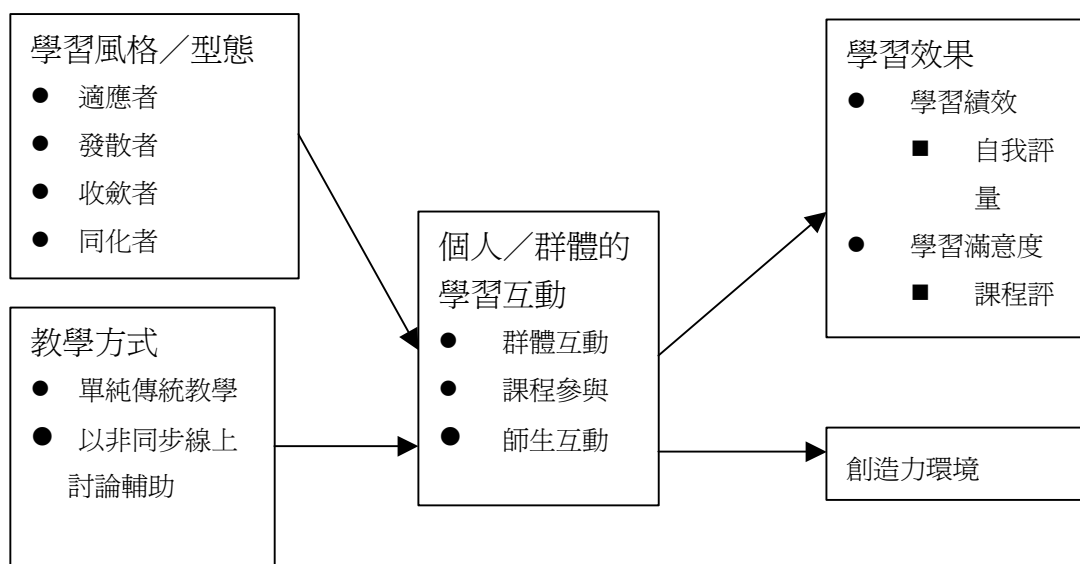 學習風格／型態
● 適應者
● 發散者
● 收歛者
● 同化者
教學方式
● 單純傳統教學
● 以非同步線上
討論輔助
個人／群體的
學習互動
● 群體互動
● 課程參與
● 師生互動
學習效果
● 學習績效
■ 自我評
量
● 學習滿意度
■ 課程評
創造力環境